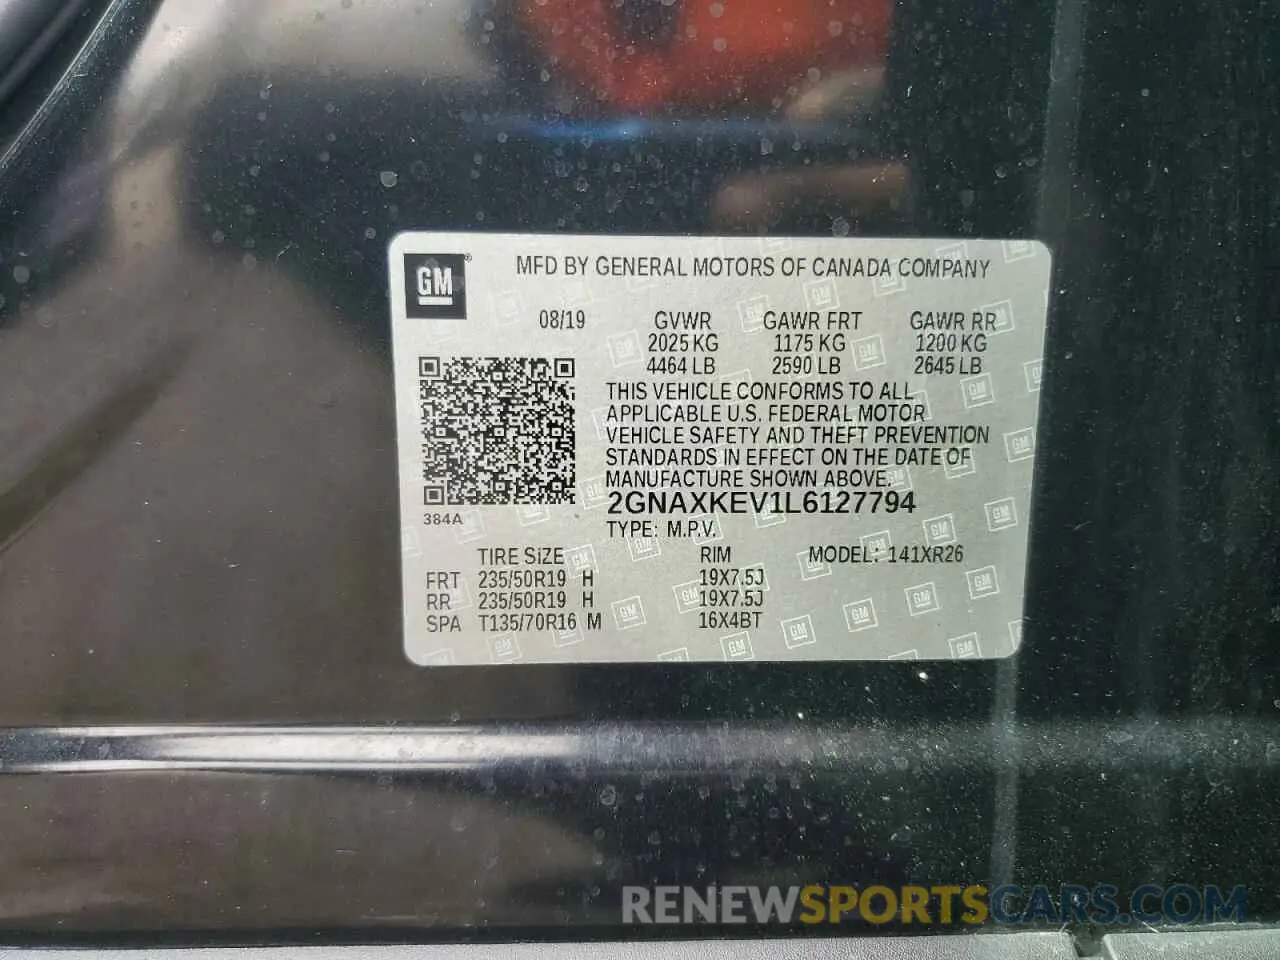 GM ®
MFD BY GENERAL MOTORS OF CANADA COMPANY
08/19 GVWR GAWR FRT GAWR RR
2025 KG 1175 KG 1200 KG
4464 LB 2590 LB 2645 LB
THIS VEHICLE CONFORMS TO ALL
APPLICABLE U.S. FEDERAL MOTOR
VEHICLE SAFETY AND THEFT PREVENTION
STANDARDS IN EFFECT ON THE DATE OF
MANUFACTURE SHOWN ABOVE.
2GNAXKEV1L6127794
384A
TYPE: M.P.V.
TIRE SIZE RIM MODEL: 141XR26
FRT 235/50R19 H 19X7.5J
RR 235/50R19 H 19X7.5J
SPA T135/70R16 M 16X4BT
RENEWSPORTSCARS.COM